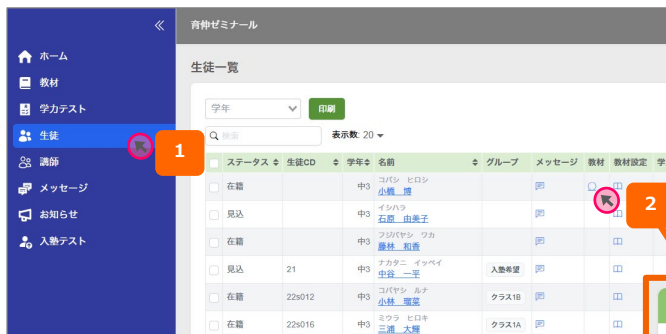 育伸ゼミナール
ホーム
教材
学力テスト
生徒
講師
メッセージ
お知らせ
入塾テスト
1
生徒一覧
学年
印刷
検索
表示数: 20
ステータス 生徒CD 学年 名前 グループ メッセージ 教材 教材設定 学
在籍 中3 コバシ ヒロシ
小橋 博
見込 中3 イシハラ
石原 由美子
在籍 中3 フジバヤシ ワカ
藤林 和香
見込 21 中3 ナカタニ イッペイ
中谷 一平 入塾希望
在籍 22s012 中3 コバヤシ ルナ
小林 瑠菜 クラス1B
在籍 22s016 中3 ミウラ ヒロキ
三浦 大輝 クラス1A
2